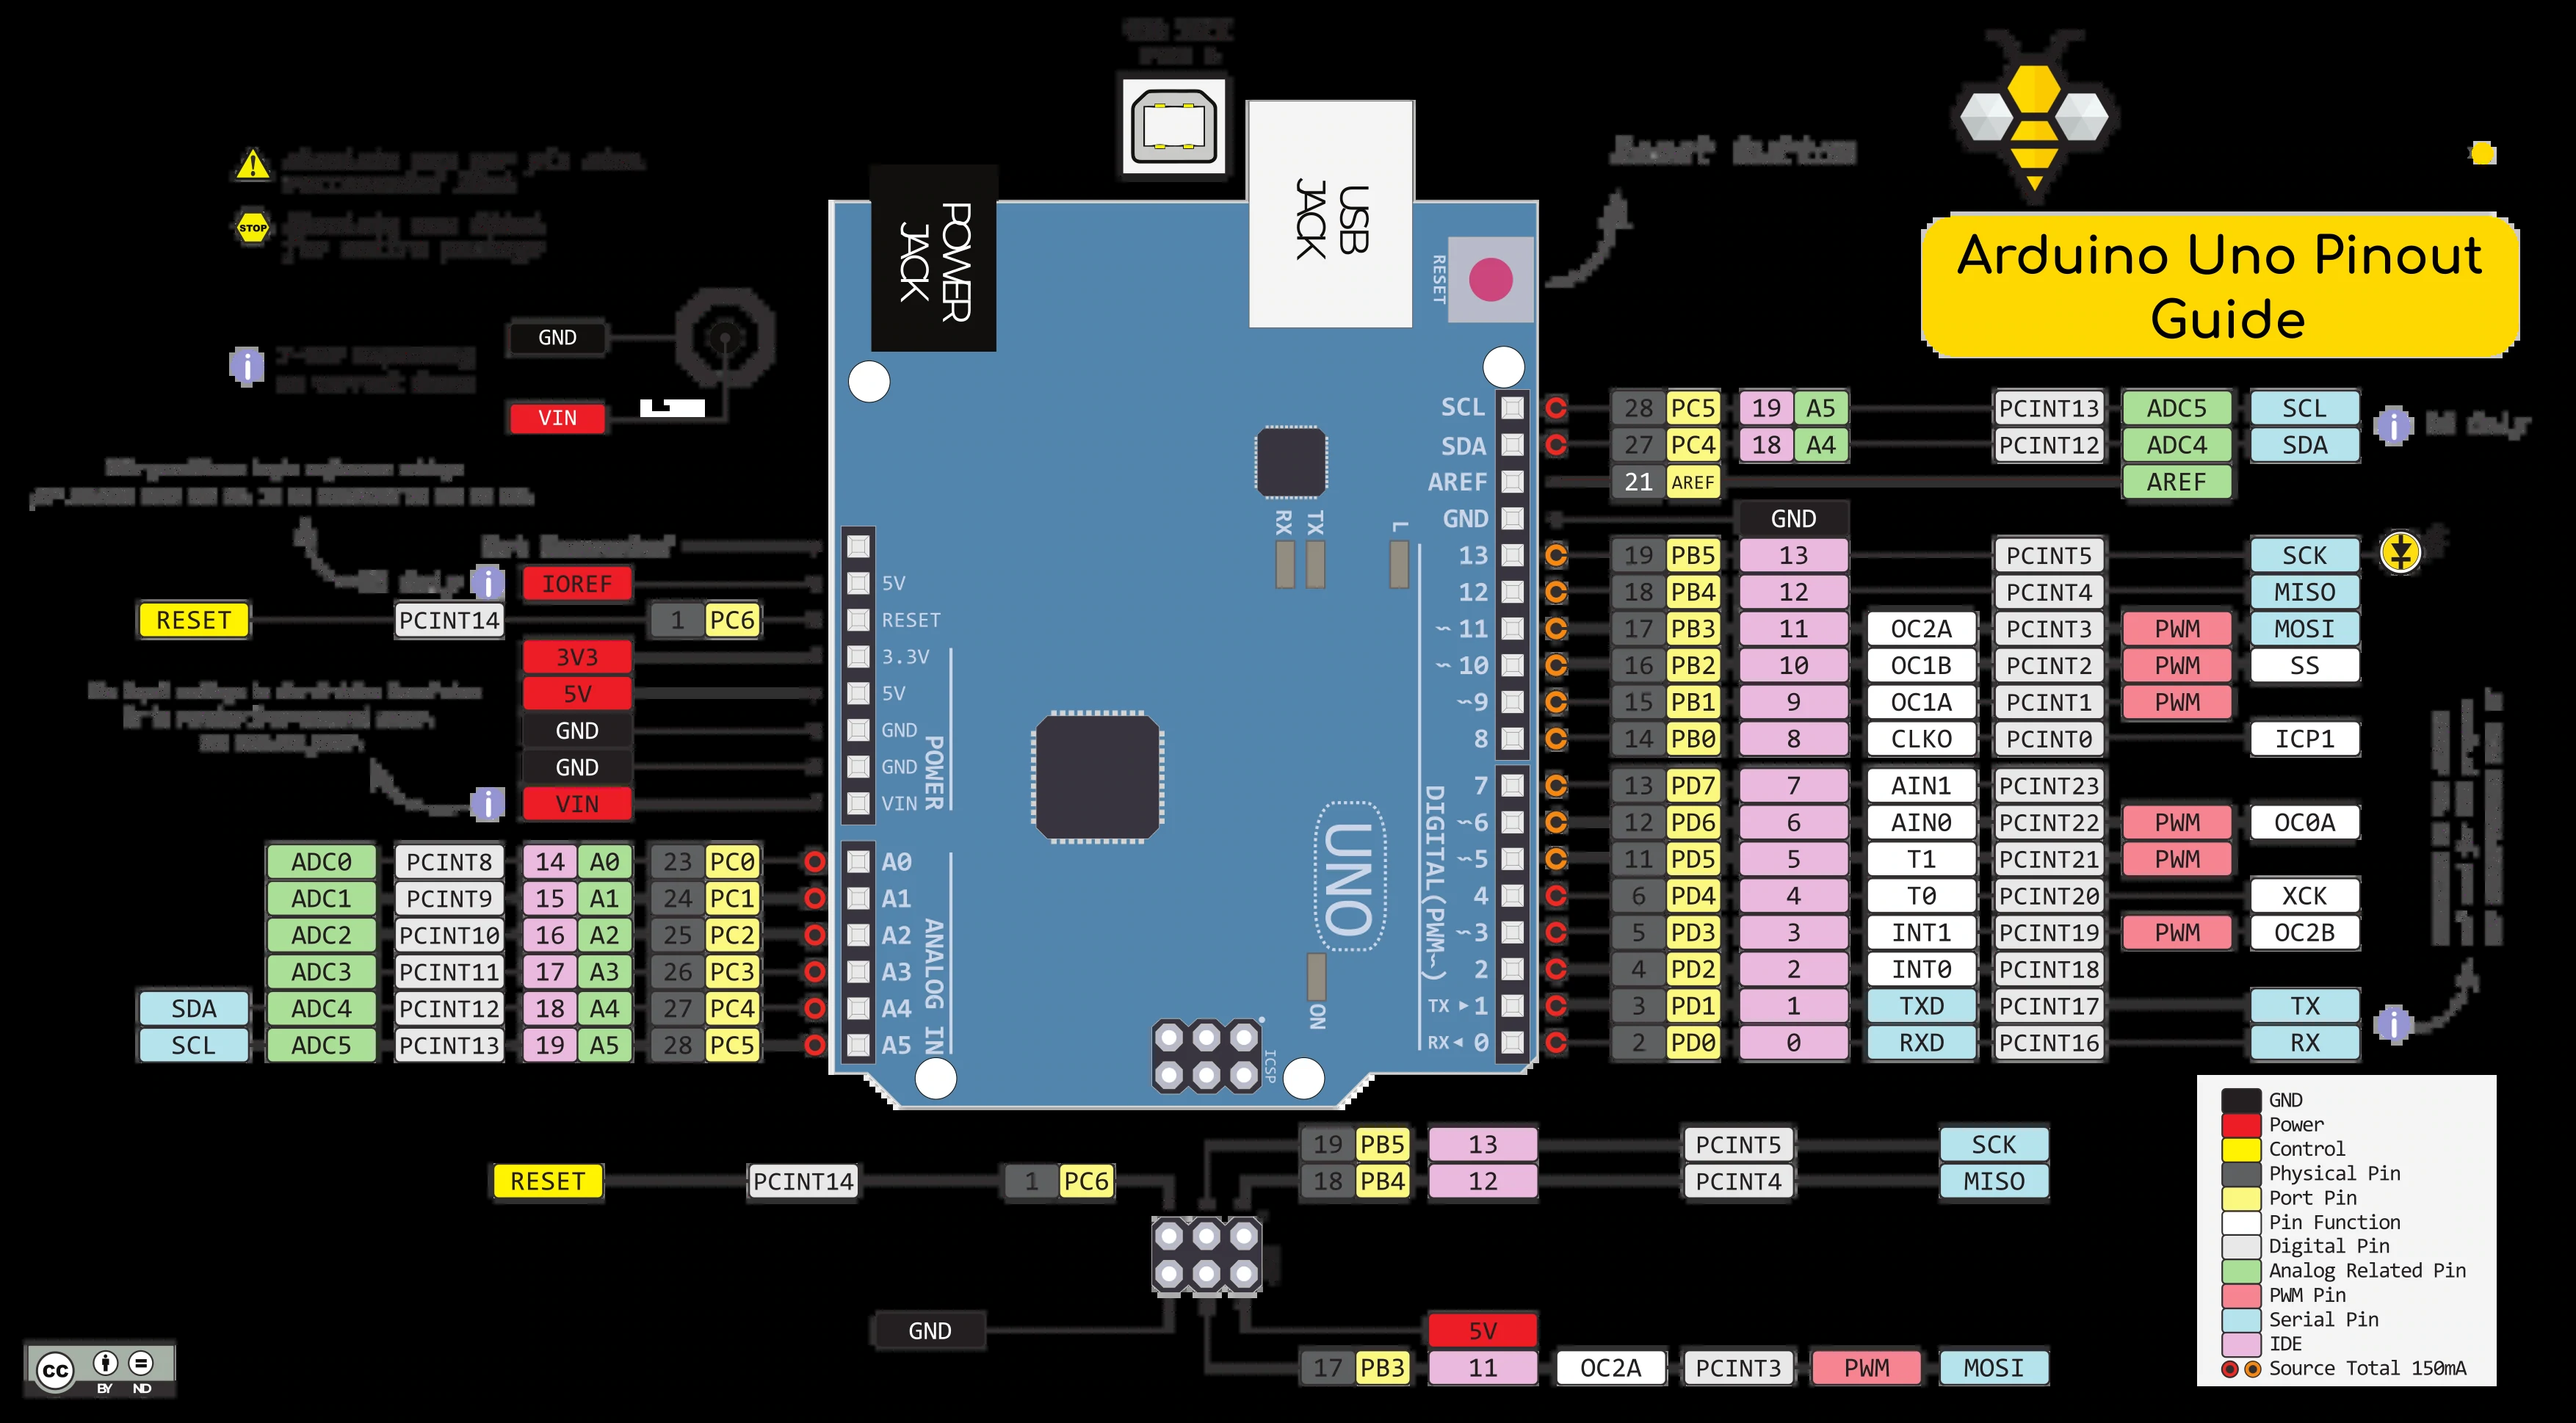 STOP
POWER
JACK
USB
JACK
RESET
Arduino Uno Pinout
Guide
GND
VIN
SCL 28 PC5 19 A5 PCINT13 ADC5 SCL
SDA 27 PC4 18 A4 PCINT12 ADC4 SDA
AREF 21 AREF AREF
GND GND
RX TX L
13 19 PB5 13 PCINT5 SCK
12 18 PB4 12 PCINT4 MISO
~11 17 PB3 11 OC2A PCINT3 PWM MOSI
~10 16 PB2 10 OC1B PCINT2 PWM SS
~9 15 PB1 9 OC1A PCINT1 PWM
8 14 PB0 8 CLKO PCINT0 ICP1
7 13 PD7 7 AIN1 PCINT23
~6 12 PD6 6 AIN0 PCINT22 PWM OC0A
~5 11 PD5 5 T1 PCINT21 PWM
4 6 PD4 4 T0 PCINT20 XCK
~3 5 PD3 3 INT1 PCINT19 PWM OC2B
2 4 PD2 2 INT0 PCINT18
TX ▸1 3 PD1 1 TXD PCINT17 TX
RX ◂ 0 2 PD0 0 RXD PCINT16 RX
DIGITAL(PWM~)
UNO
ON
ICSP
IOREF 5V
RESET PCINT14 1 PC6 RESET
3V3 3.3V
5V 5V
GND GND
GND GND
VIN VIN
POWER
ADC0 PCINT8 14 A0 23 PC0 A0
ADC1 PCINT9 15 A1 24 PC1 A1
ADC2 PCINT10 16 A2 25 PC2 A2
ADC3 PCINT11 17 A3 26 PC3 A3
SDA ADC4 PCINT12 18 A4 27 PC4 A4
SCL ADC5 PCINT13 19 A5 28 PC5 A5
ANALOG IN
19 PB5 13 PCINT5 SCK
RESET PCINT14 1 PC6
18 PB4 12 PCINT4 MISO
GND
5V
17 PB3 11 OC2A PCINT3 PWM MOSI
GND
Power
Control
Physical Pin
Port Pin
Pin Function
Digital Pin
Analog Related Pin
PWM Pin
Serial Pin
IDE
Source Total 150mA
cc
BY ND